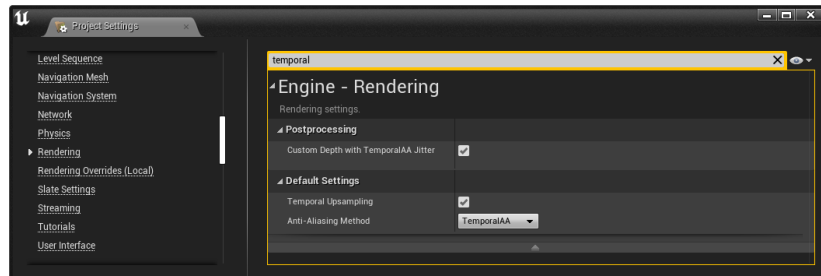 Project Settings
Level Sequence
Navigation Mesh
Navigation System
Network
Physics
Rendering
Rendering Overrides (Local)
Slate Settings
Streaming
Tutorials
User Interface
temporal
Engine - Rendering
Rendering settings.
Postprocessing
Custom Depth with TemporalAA Jitter
Default Settings
Temporal Upsampling
Anti-Aliasing Method
TemporalAA